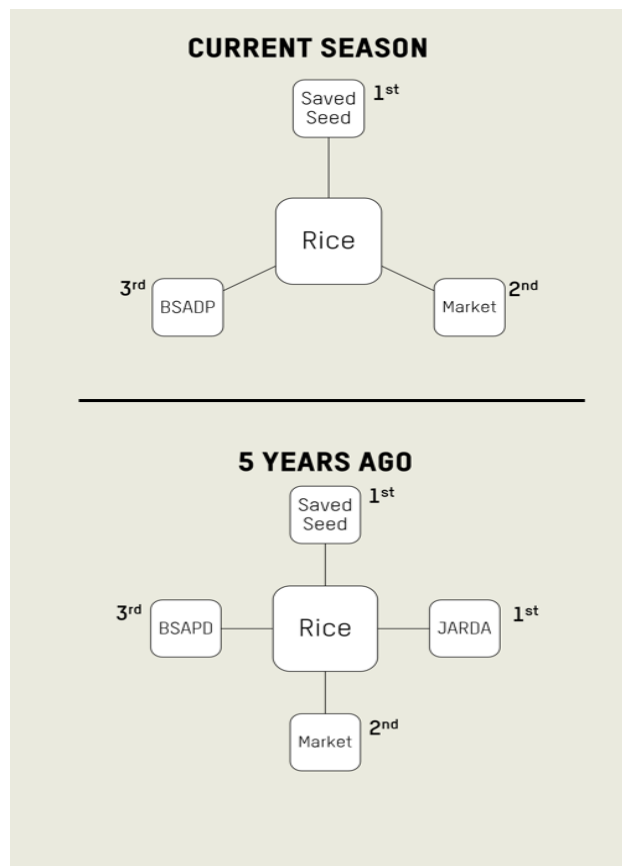 CURRENT SEASON
Saved
Seed
1st
Rice
3rd
BSADP
Market
2nd
5 YEARS AGO
Saved
Seed
1st
3rd
BSAPD
Rice
JARDA
1st
Market
2nd